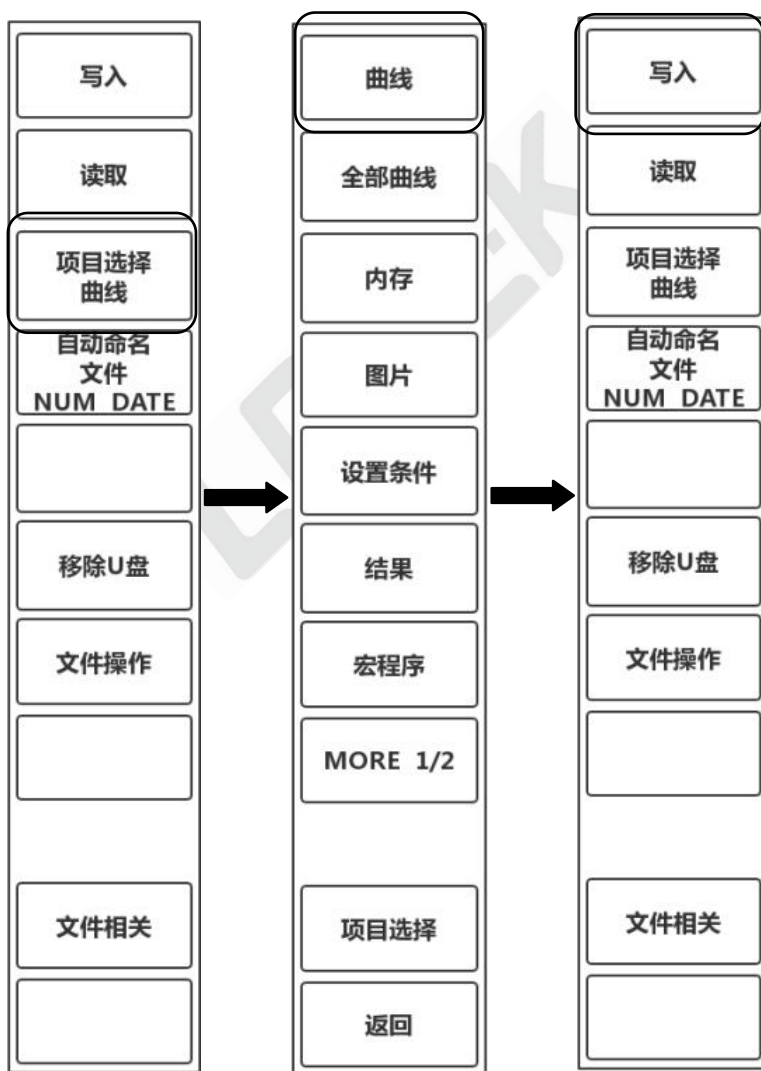 写入
读取
项目选择
曲线
自动命名
文件
NUM DATE
移除U盘
文件操作
文件相关
曲线
全部曲线
内存
图片
设置条件
结果
宏程序
MORE 1/2
项目选择
返回
写入
读取
项目选择
曲线
自动命名
文件
NUM DATE
移除U盘
文件操作
文件相关